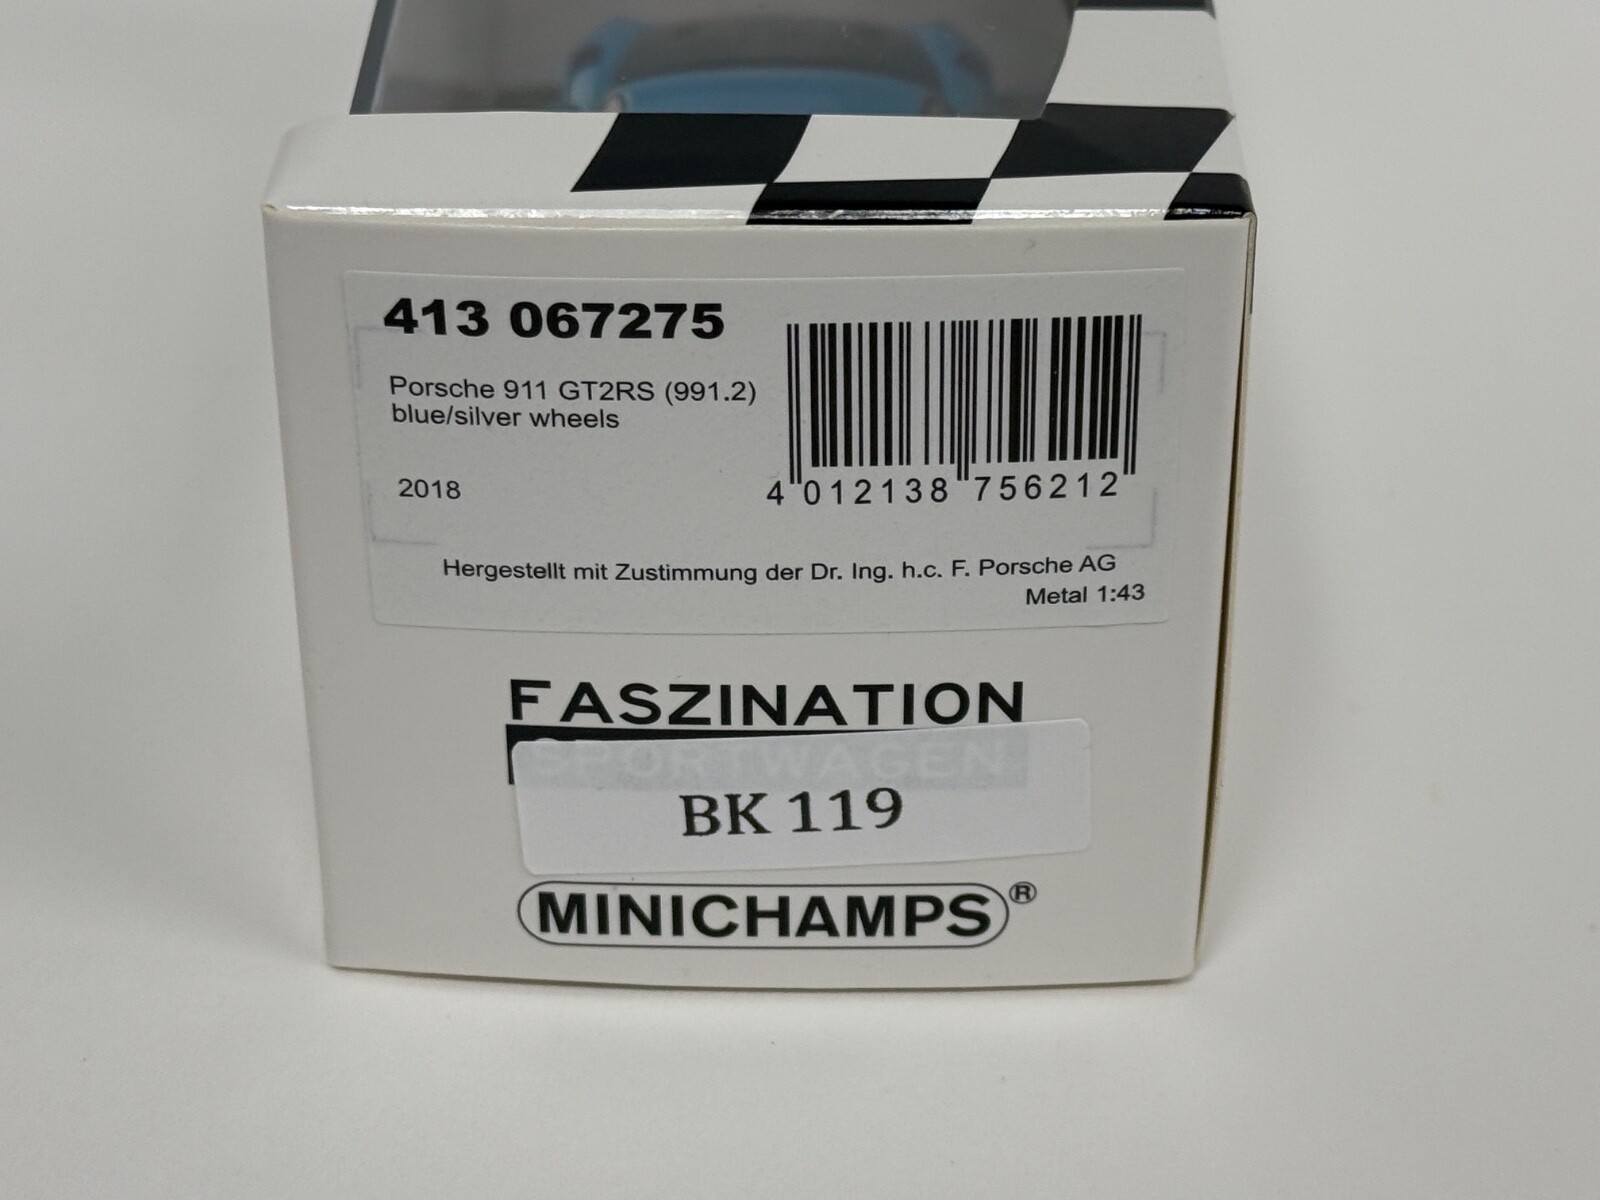 413 067275
Porsche 911 GT2RS (991.2)
blue/silver wheels
2018
4 012138 756212
Hergestellt mit Zustimmung der Dr. Ing. h.c. F. Porsche AG
Metal 1:43
FASZINATION
SPORTWAGEN
BK 119
MINICHAMPS®